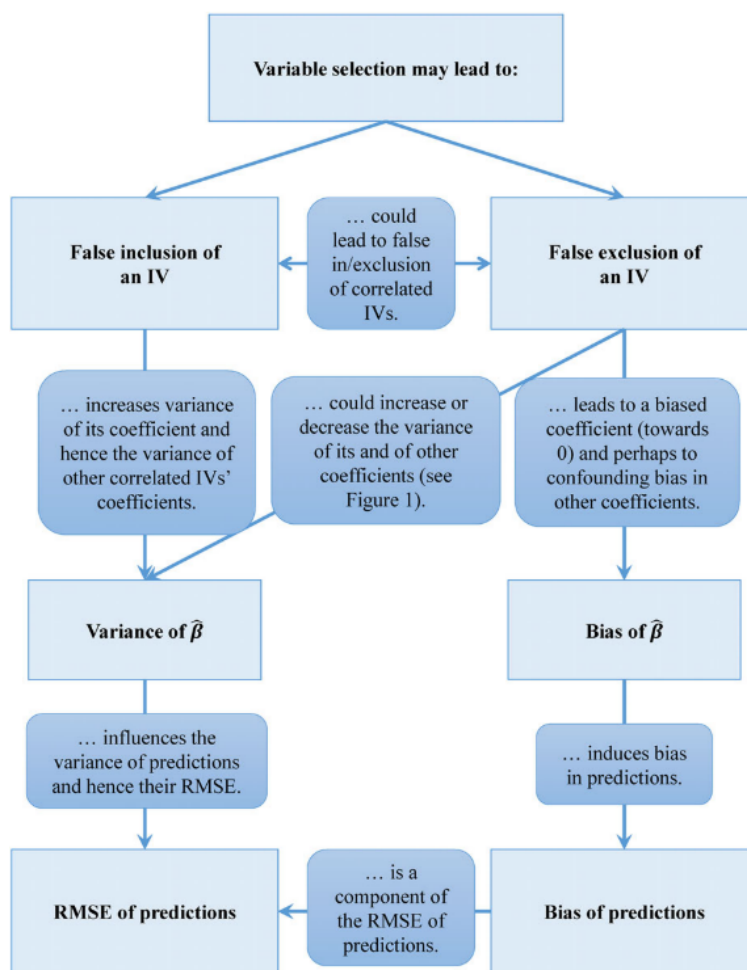 Variable selection may lead to:
False inclusion of
an IV
… could
lead to false
in/exclusion
of correlated
IVs.
False exclusion of
an IV
… increases variance
of its coefficient and
hence the variance of
other correlated IVs’
coefficients.
… could increase or
decrease the variance
of its and of other
coefficients (see
Figure 1).
… leads to a biased
coefficient (towards
0) and perhaps to
confounding bias in
other coefficients.
Variance of β̂
Bias of β̂
… influences the
variance of predictions
and hence their RMSE.
… induces bias
in predictions.
RMSE of predictions
… is a
component of
the RMSE of
predictions.
Bias of predictions